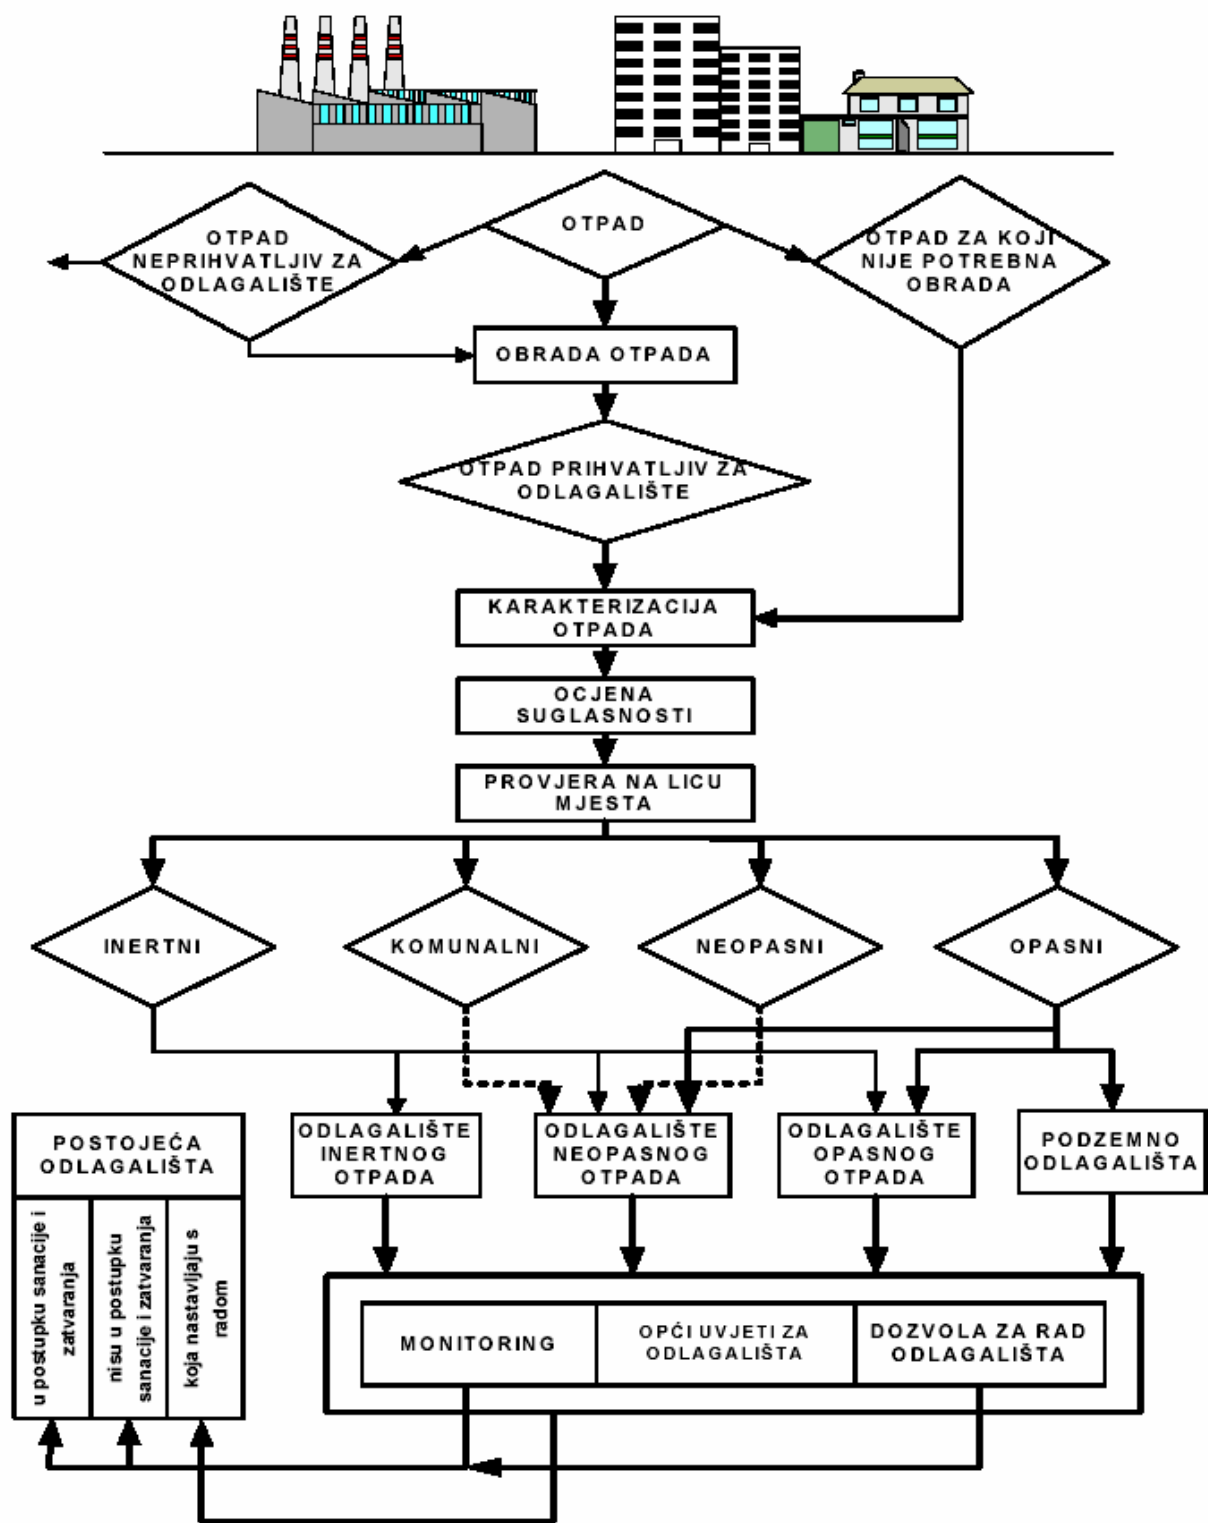 OTPAD
NEPRIHVATLJIV ZA
ODLAGALIŠTE
OTPAD
OTPAD ZA KOJI
NIJE POTREBNA
OBRADA
OBRADA OTPADA
OTPAD PRIHVATLJIV ZA
ODLAGALIŠTE
KARAKTERIZACIJA
OTPADA
OCJENA
SUGLASNOSTI
PROVJERA NA LICU
MJESTA
INERTNI
KOMUNALNI
NEOPASNI
OPASNI
POSTOJEĆA
ODLAGALIŠTA
u postupku sanacije i
zatvaranja
nisu u postupku
sanacije i zatvaranja
koja nastavljaju s
radom
ODLAGALIŠTE
INERTNOG
OTPADA
ODLAGALIŠTE
NEOPASNOG
OTPADA
ODLAGALIŠTE
OPASNOG
OTPADA
PODZEMNO
ODLAGALIŠTA
MONITORING
OPĆI UVJETI ZA
ODLAGALIŠTA
DOZVOLA ZA RAD
ODLAGALIŠTA